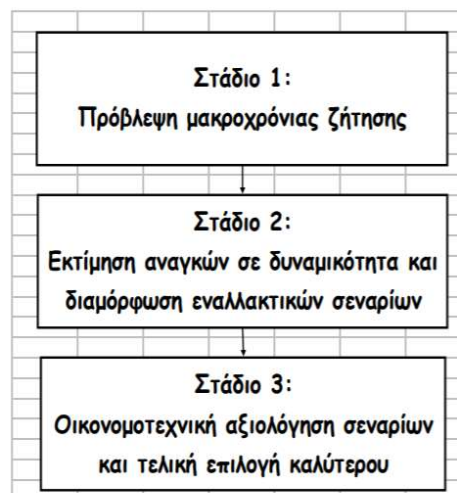 Στάδιο 1:
Πρόβλεψη μακροχρόνιας ζήτησης
Στάδιο 2:
Εκτίμηση αναγκών σε δυναμικότητα και
διαμόρφωση εναλλακτικών σεναρίων
Στάδιο 3:
Οικονομοτεχνική αξιολόγηση σεναρίων
και τελική επιλογή καλύτερου